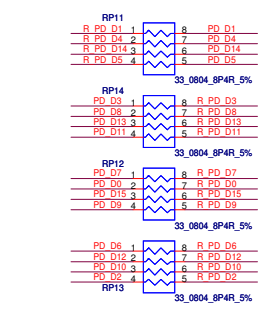 RP11
R_PD_D1 1 8 PD_D1
R_PD_D4 2 7 PD_D4
R_PD_D14 3 6 PD_D14
R_PD_D5 4 5 PD_D5
33_0804_8P4R_5%
RP14
PD_D3 1 8 R_PD_D3
PD_D8 2 7 R_PD_D8
PD_D13 3 6 R_PD_D13
PD_D11 4 5 R_PD_D11
33_0804_8P4R_5%
RP12
PD_D7 1 8 R_PD_D7
PD_D0 2 7 R_PD_D0
PD_D15 3 6 R_PD_D15
PD_D9 4 5 R_PD_D9
33_0804_8P4R_5%
PD_D6 1 8 R_PD_D6
PD_D12 2 7 R_PD_D12
PD_D10 3 6 R_PD_D10
PD_D2 4 5 R_PD_D2
RP13
33_0804_8P4R_5%